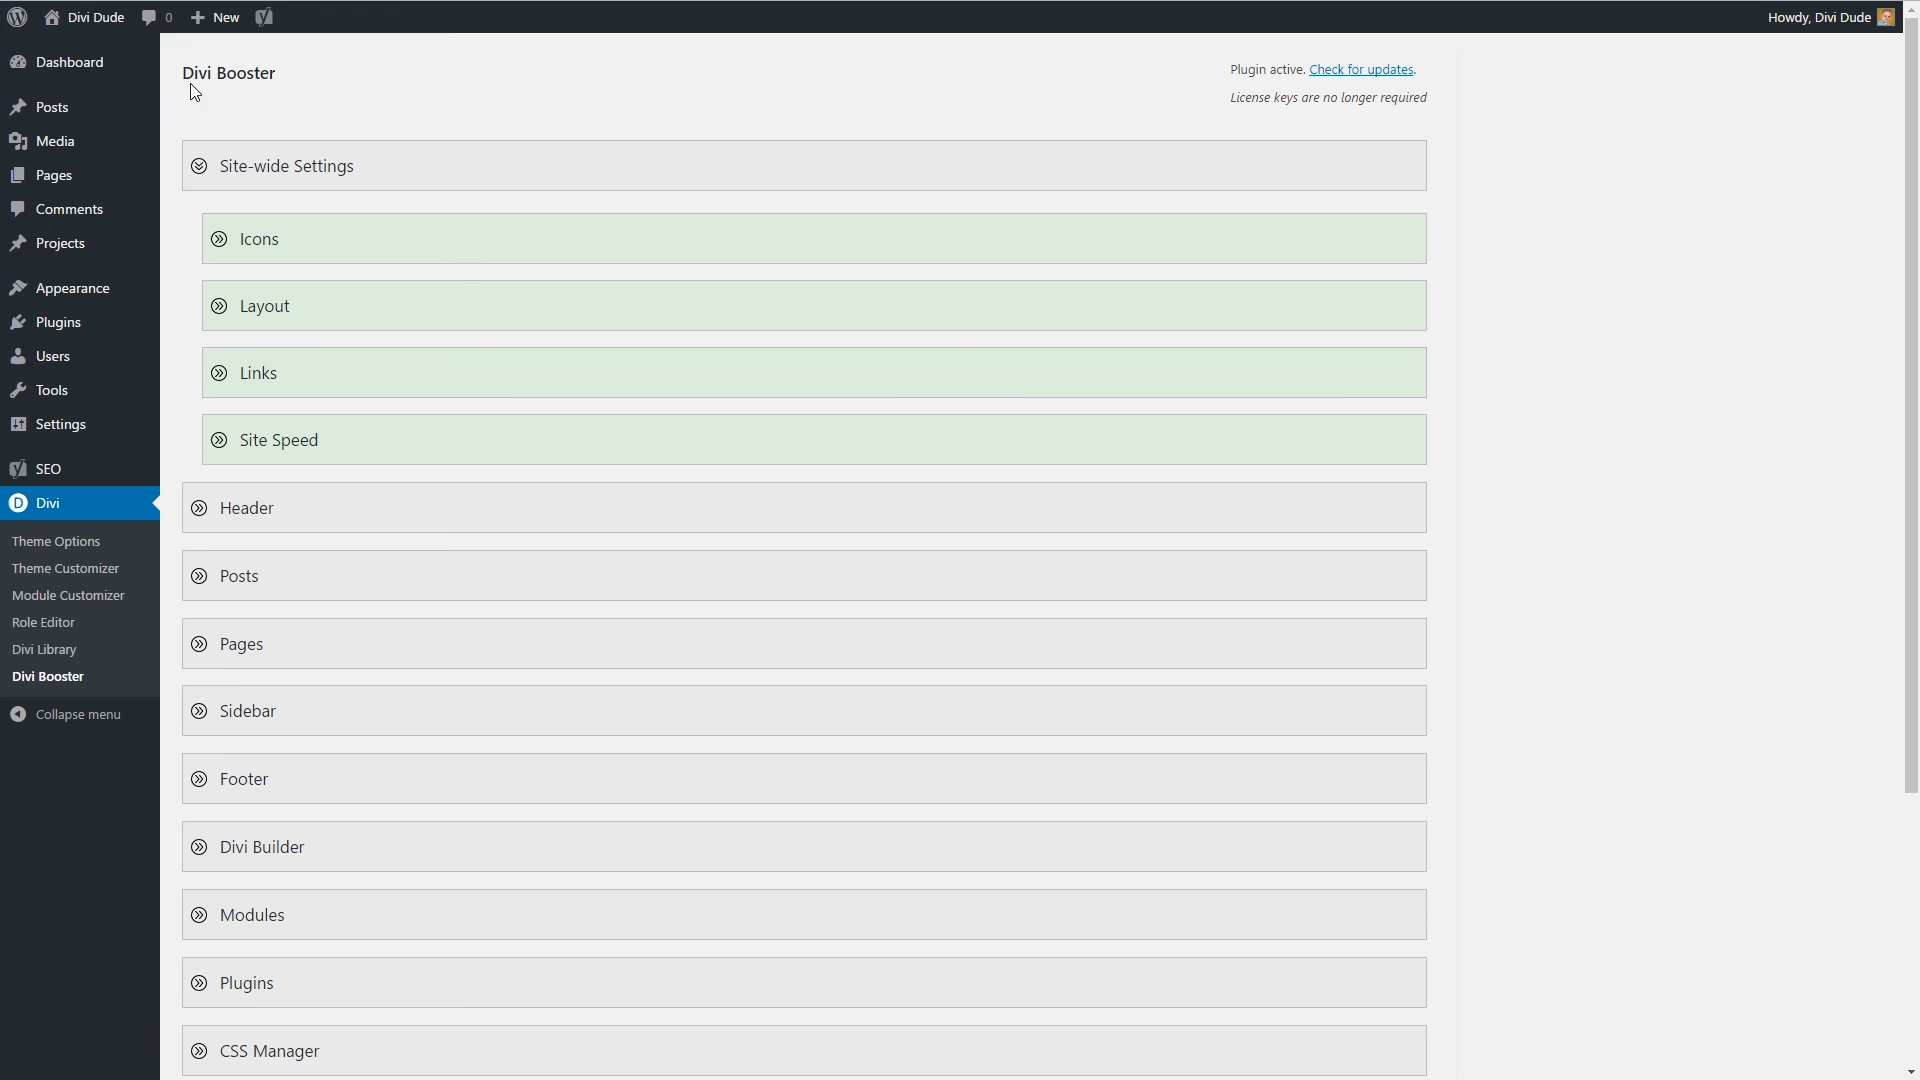 Divi Dude
0
New
Howdy, Divi Dude
Dashboard
Posts
Media
Pages
Comments
Projects
Appearance
Plugins
Users
Tools
Settings
SEO
Divi
Theme Options
Theme Customizer
Module Customizer
Role Editor
Divi Library
Divi Booster
Collapse menu
Divi Booster
Plugin active. Check for updates.
License keys are no longer required
Site-wide Settings
Icons
Layout
Links
Site Speed
Header
Posts
Pages
Sidebar
Footer
Divi Builder
Modules
Plugins
CSS Manager